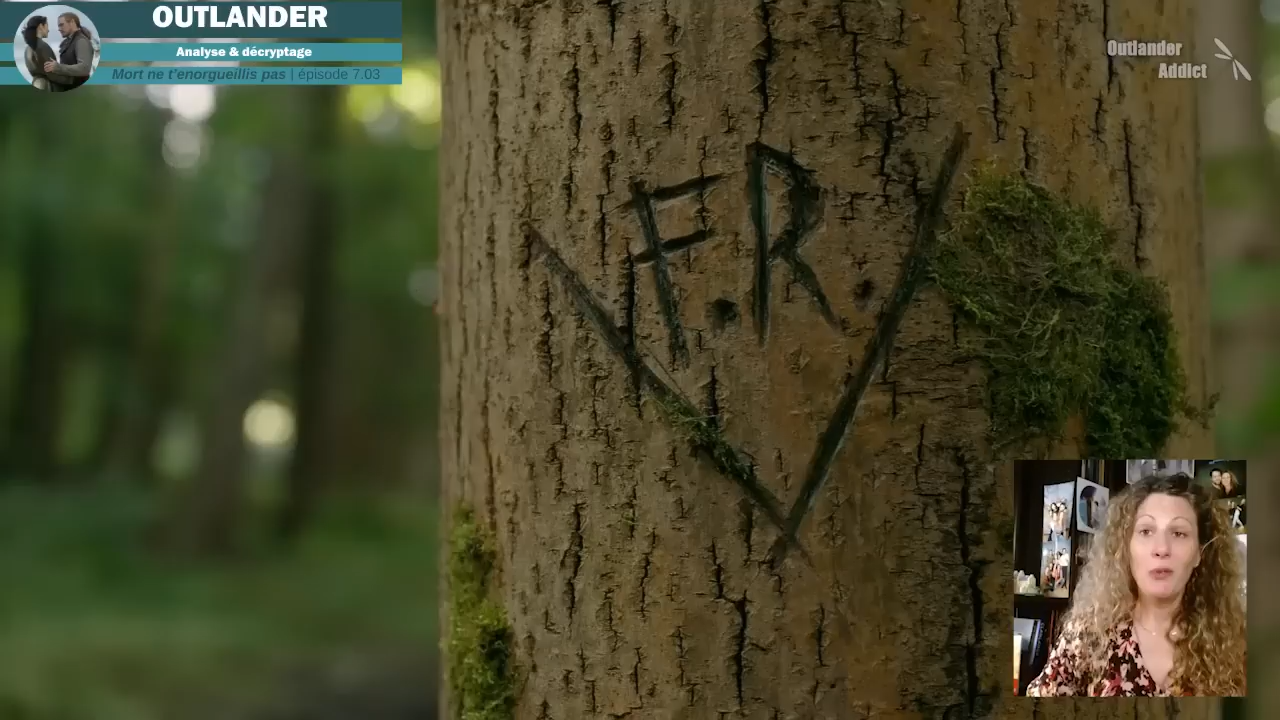 OUTLANDER
Analyse & décryptage
Mort ne t'enorgueillis pas | épisode 7.03
Outlander
Addict
F.R.